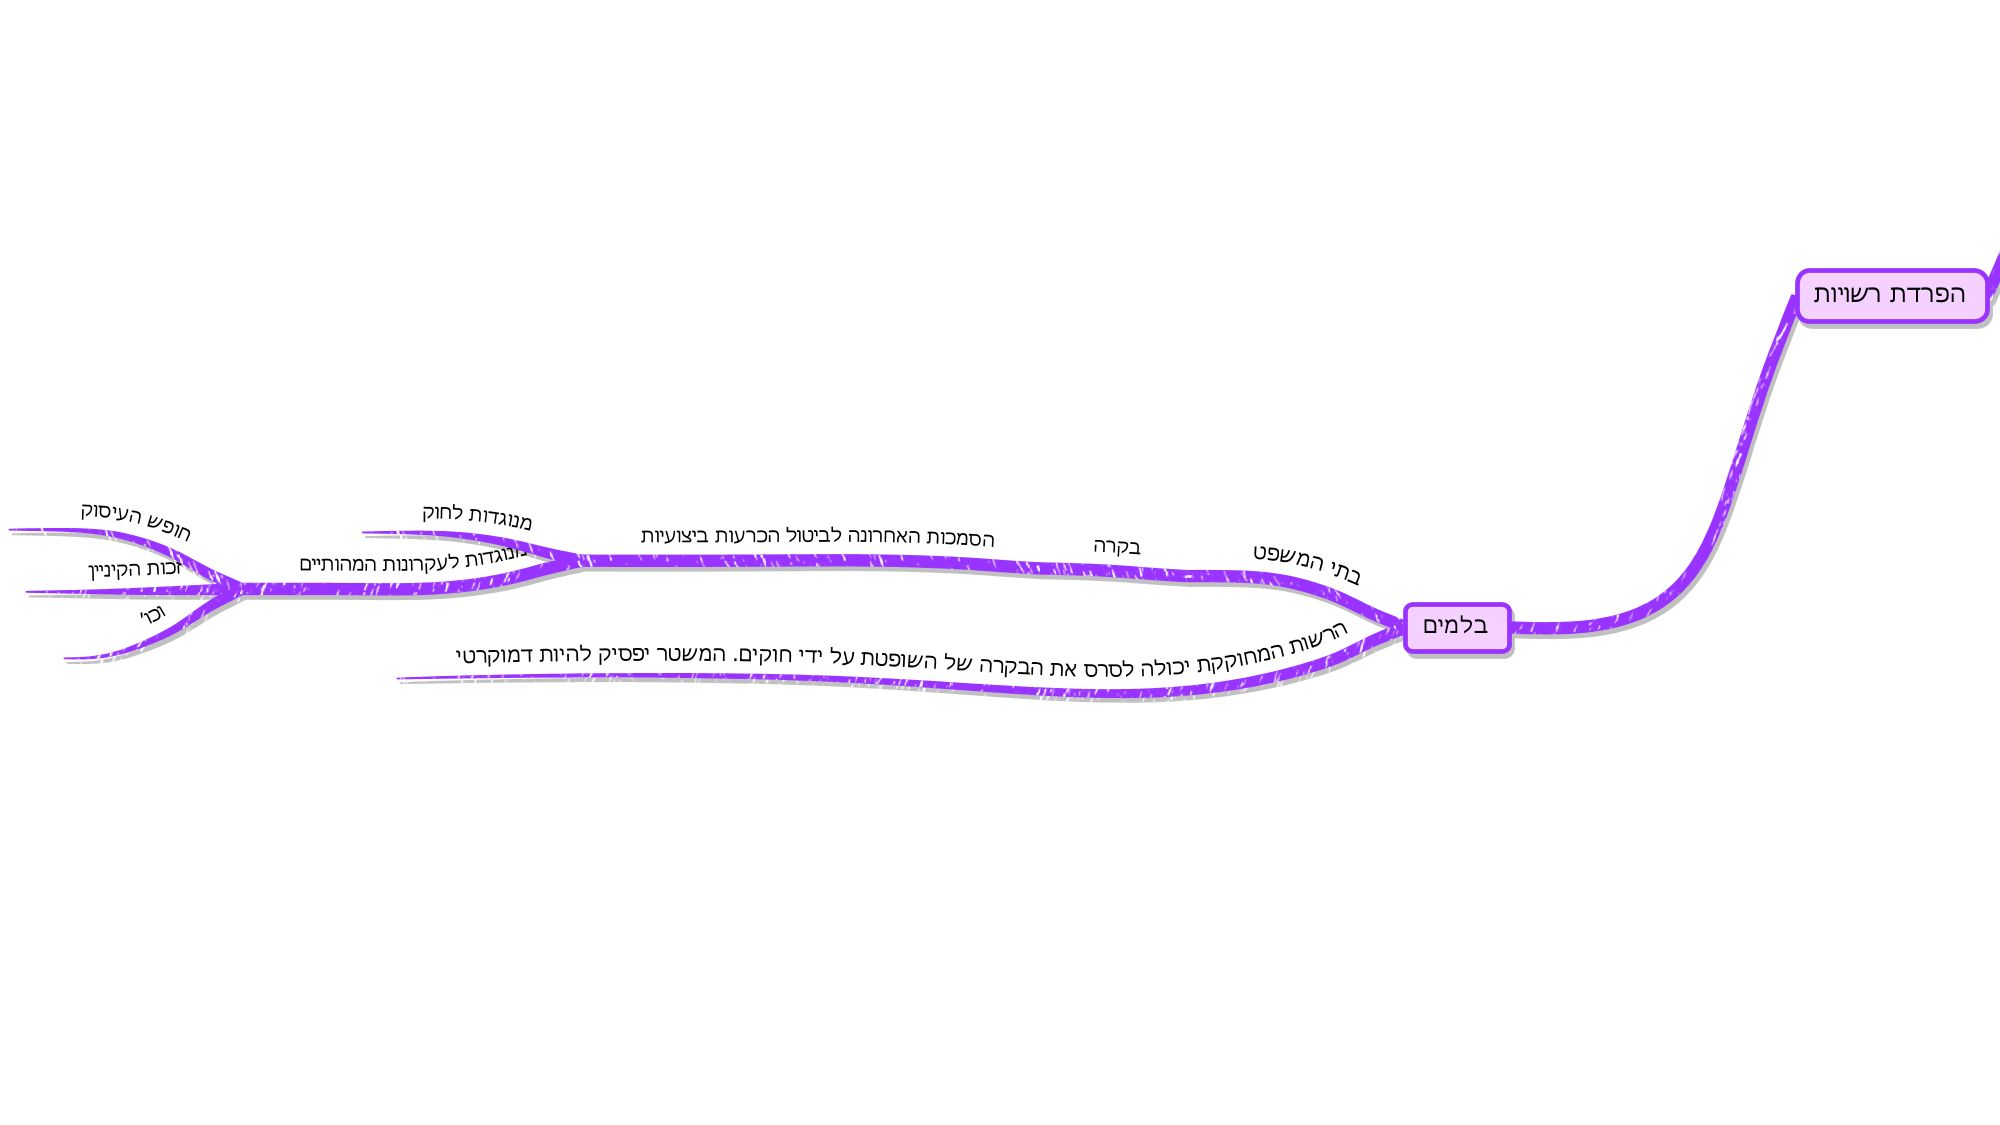 הפרדת רשויות
בלמים
בתי המשפט
בקרה
הסמכות האחרונה לביטול הכרעות ביצועיות
מנוגדות לחוק
מנוגדות לעקרונות המהותיים
חופש העיסוק
זכות הקיניין
וכו'
הרשות המחוקקת יכולה לסרס את הבקרה של השופטת על ידי חוקים. המשטר יפסיק להיות דמוקרטי